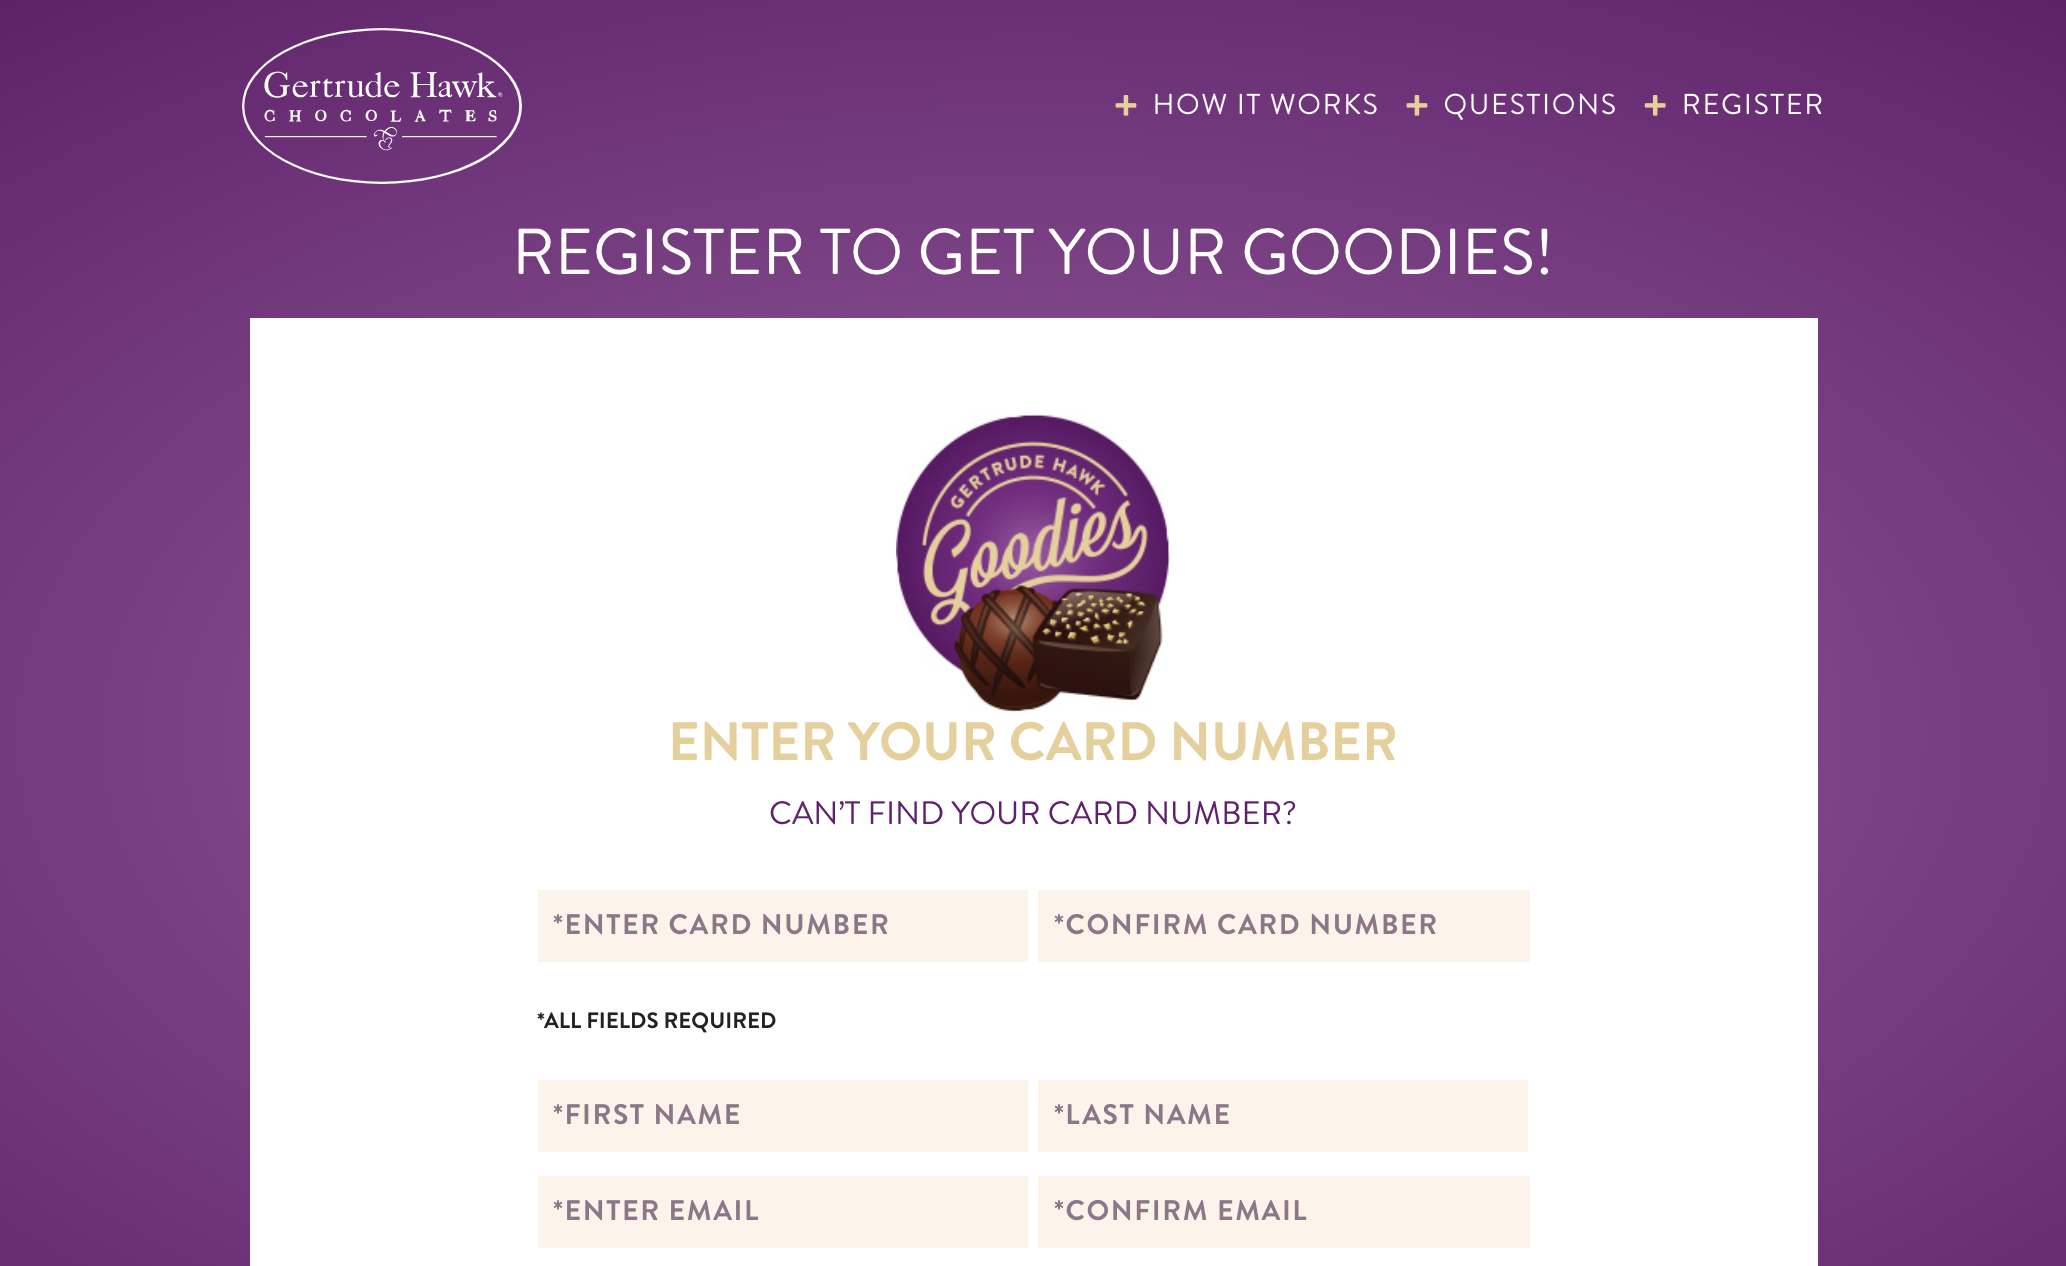 Gertrude Hawk®
CHOCOLATES
+ HOW IT WORKS + QUESTIONS + REGISTER
REGISTER TO GET YOUR GOODIES!
GERTRUDE HAWK
Goodies
ENTER YOUR CARD NUMBER
CAN’T FIND YOUR CARD NUMBER?
*ENTER CARD NUMBER *CONFIRM CARD NUMBER
*ALL FIELDS REQUIRED
*FIRST NAME *LAST NAME
*ENTER EMAIL *CONFIRM EMAIL